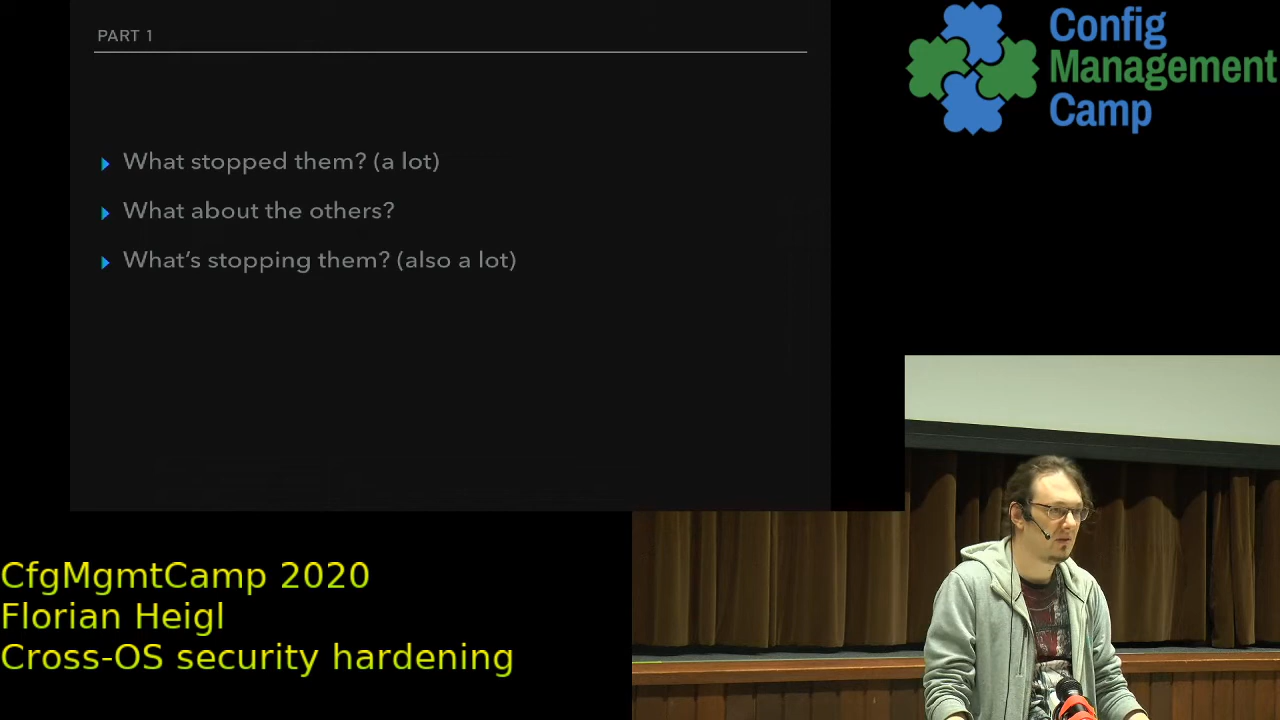 PART 1
What stopped them? (a lot)
What about the others?
What's stopping them? (also a lot)
Config
Management
Camp
CfgMgmtCamp 2020
Florian Heigl
Cross-OS security hardening